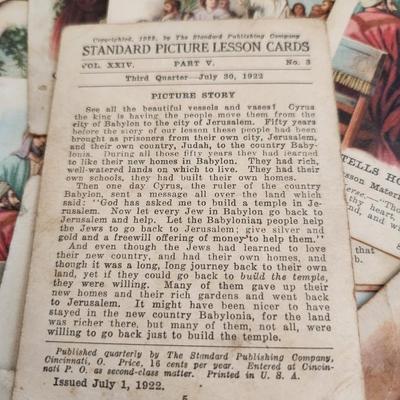 Copyrighted, 1922, by The Standard Publishing Company
STANDARD PICTURE LESSON CARDS
VOL. XXIV. PART V. No. 3
Third Quarter July 30, 1922
PICTURE STORY
See all the beautiful vessels and vases! Cyrus
the king is having the people move them from the
city of Babylon to the city of Jerusalem. Fifty years
before the story of our lesson these people had been
brought as prisoners from their own city, Jerusalem,
and their own country, Judah, to the country Baby-
lonia. During all those fifty years they had learned
to like their new homes in Babylon. They had rich,
well-watered lands on which to live. They had their
own schools, they had built their own homes.
Then one day Cyrus, the ruler of the country
Babylon, sent a message all over the land which
said: "God has asked me to build a temple in Je-
rusalem. Now let every Jew in Babylon go back to
Jerusalem and help. Let the Babylonian people help
the Jews to go back to Jerusalem; give silver and
gold and a freewill offering of money to help them."
And even though the Jews had learned to love
their new country, and had their own homes, and
though it was a long, long journey back to their own
land, yet if they could go back to build the temple,
they were willing. Many of them gave up their
new homes and their rich gardens and went back
to Jerusalem. It might have been nicer to have
stayed in the new country Babylonia, for the land
was richer there, but many of them, not all, were
willing to go back just to build the temple.
Published quarterly by The Standard Publishing Company,
Cincinnati, O. Price, 16 cents per year. Entered at Cincin-
nati P. O. as second-class matter. Printed in U. S. A.
Issued July 1, 1922.
5
TELLS
Lesson Mater
and, and